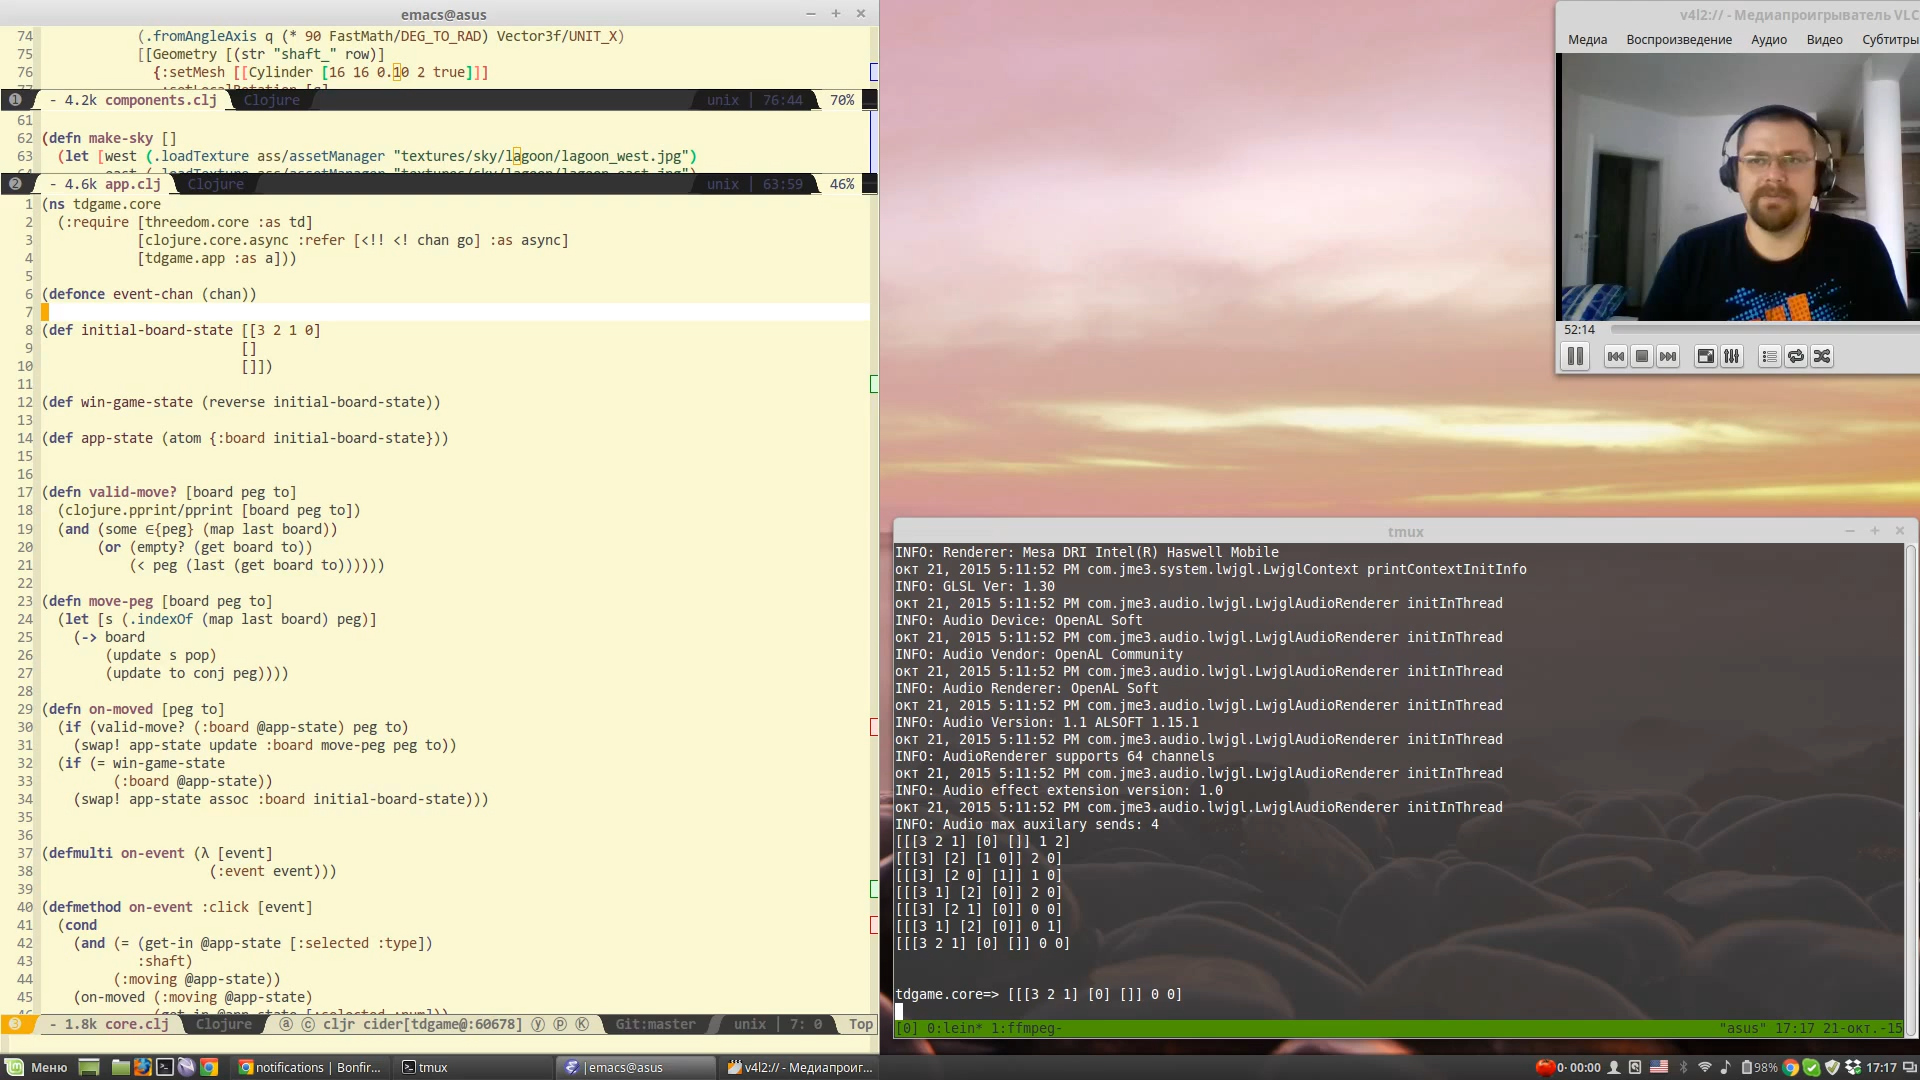 emacs@asus
74 (.fromAngleAxis q (* 90 FastMath/DEG_TO_RAD) Vector3f/UNIT_X)
75 [[Geometry [(str "shaft_" row)]
76 {:setMesh [[Cylinder [16 16 0.10 2 true]]]
- 4.2k components.clj Clojure unix | 76:44 70%
61
62 (defn make-sky []
63 (let [west (.loadTexture ass/assetManager "textures/sky/lagoon/lagoon_west.jpg")
- 4.6k app.clj Clojure unix | 63:59 46%
1 (ns tdgame.core
2 (:require [threedom.core :as td]
3 [clojure.core.async :refer [<!! <! chan go] :as async]
4 [tdgame.app :as a]))
5
6 (defonce event-chan (chan))
7
8 (def initial-board-state [[3 2 1 0]
9 []
10 []])
11
12 (def win-game-state (reverse initial-board-state))
13
14 (def app-state (atom {:board initial-board-state}))
15
16
17 (defn valid-move? [board peg to]
18 (clojure.pprint/pprint [board peg to])
19 (and (some ∈{peg} (map last board))
20 (or (empty? (get board to))
21 (< peg (last (get board to))))))
22
23 (defn move-peg [board peg to]
24 (let [s (.indexOf (map last board) peg)]
25 (-> board
26 (update s pop)
27 (update to conj peg))))
28
29 (defn on-moved [peg to]
30 (if (valid-move? (:board @app-state) peg to)
31 (swap! app-state update :board move-peg peg to))
32 (if (= win-game-state
33 (:board @app-state))
34 (swap! app-state assoc :board initial-board-state)))
35
36
37 (defmulti on-event (λ [event]
38 (:event event)))
39
40 (defmethod on-event :click [event]
41 (cond
42 (and (= (get-in @app-state [:selected :type])
43 :shaft)
44 (:moving @app-state))
45 (on-moved (:moving @app-state)
- 1.8k core.clj Clojure ⓐ ⓒ cljr cider[tdgame@:60678] ⓨ ⓟ Ⓚ Git:master unix | 7: 0 Top
v4l2:// - Медиапроигрыватель VLC
Медиа Воспроизведение Аудио Видео Субтитры
52:14
tmux
INFO: Renderer: Mesa DRI Intel(R) Haswell Mobile
окт 21, 2015 5:11:52 PM com.jme3.system.lwjgl.LwjglContext printContextInitInfo
INFO: GLSL Ver: 1.30
окт 21, 2015 5:11:52 PM com.jme3.audio.lwjgl.LwjglAudioRenderer initInThread
INFO: Audio Device: OpenAL Soft
окт 21, 2015 5:11:52 PM com.jme3.audio.lwjgl.LwjglAudioRenderer initInThread
INFO: Audio Vendor: OpenAL Community
окт 21, 2015 5:11:52 PM com.jme3.audio.lwjgl.LwjglAudioRenderer initInThread
INFO: Audio Renderer: OpenAL Soft
окт 21, 2015 5:11:52 PM com.jme3.audio.lwjgl.LwjglAudioRenderer initInThread
INFO: Audio Version: 1.1 ALSOFT 1.15.1
окт 21, 2015 5:11:52 PM com.jme3.audio.lwjgl.LwjglAudioRenderer initInThread
INFO: AudioRenderer supports 64 channels
окт 21, 2015 5:11:52 PM com.jme3.audio.lwjgl.LwjglAudioRenderer initInThread
INFO: Audio effect extension version: 1.0
окт 21, 2015 5:11:52 PM com.jme3.audio.lwjgl.LwjglAudioRenderer initInThread
INFO: Audio max auxilary sends: 4
[[[3 2 1] [0] []] 1 2]
[[[3] [2] [1 0]] 2 0]
[[[3] [2 0] [1]] 1 0]
[[[3 1] [2] [0]] 2 0]
[[[3] [2 1] [0]] 0 0]
[[[3 1] [2] [0]] 0 1]
[[[3 2 1] [0] []] 0 0]
tdgame.core=> [[[3 2 1] [0] []] 0 0]
[0] 0:lein* 1:ffmpeg- "asus" 17:17 21-окт.-15
Меню notifications | Bonfir... tmux emacs@asus v4l2:// - Медиапроиг... 0· 00:00 98% 17:17